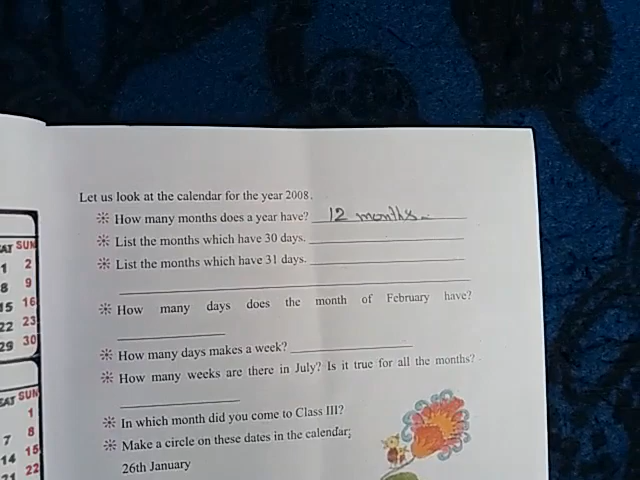 Let us look at the calendar for the year 2008.
❊ How many months does a year have? 12 months.
❊ List the months which have 30 days.
❊ List the months which have 31 days.
❊ How many days does the month of February have?
❊ How many days makes a week?
❊ How many weeks are there in July? Is it true for all the months?
❊ In which month did you come to Class III?
❊ Make a circle on these dates in the calendar;
26th January
SUN
1 2
8 9
15 16
22 23
29 30
SAT SUN
1
7 8
14 15
21 22